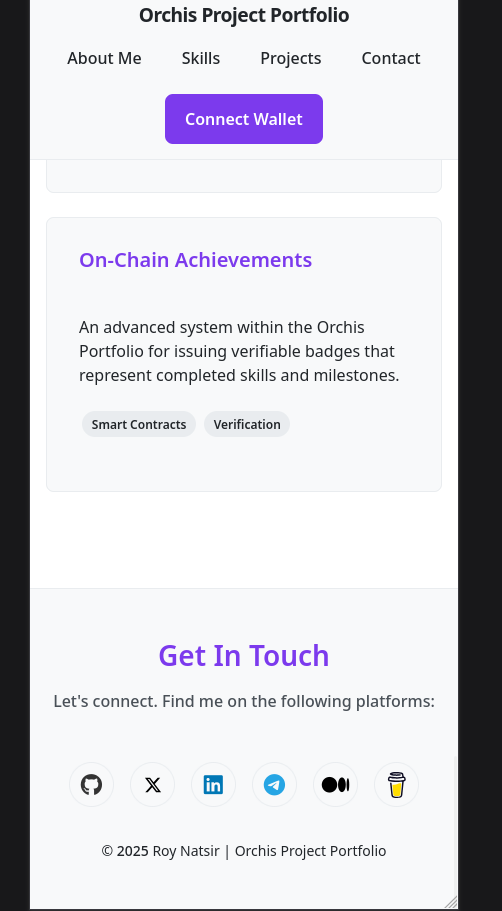 Orchis Project Portfolio
About Me Skills Projects Contact
Connect Wallet
On-Chain Achievements
An advanced system within the Orchis
Portfolio for issuing verifiable badges that
represent completed skills and milestones.
Smart Contracts Verification
Get In Touch
Let's connect. Find me on the following platforms:
© 2025 Roy Natsir | Orchis Project Portfolio